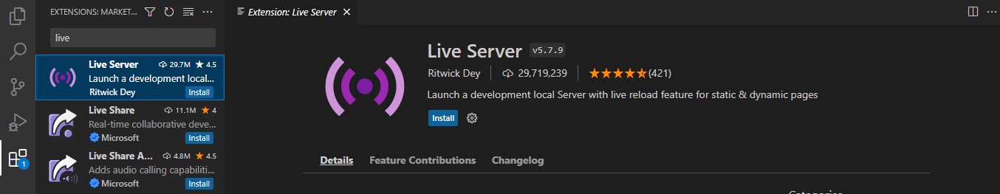 EXTENSIONS: MARKET...
live
Live Server 29.7M 4.5
Launch a development local...
Ritwick Dey Install
Live Share 11.1M 4
Real-time collaborative deve...
Microsoft Install
Live Share A... 4.8M 4.5
Adds audio calling capabiliti...
Microsoft Install
1
Extension: Live Server
Live Server v5.7.9
Ritwick Dey 29,719,239 (421)
Launch a development local Server with live reload feature for static & dynamic pages
Install
Details Feature Contributions Changelog
Categories